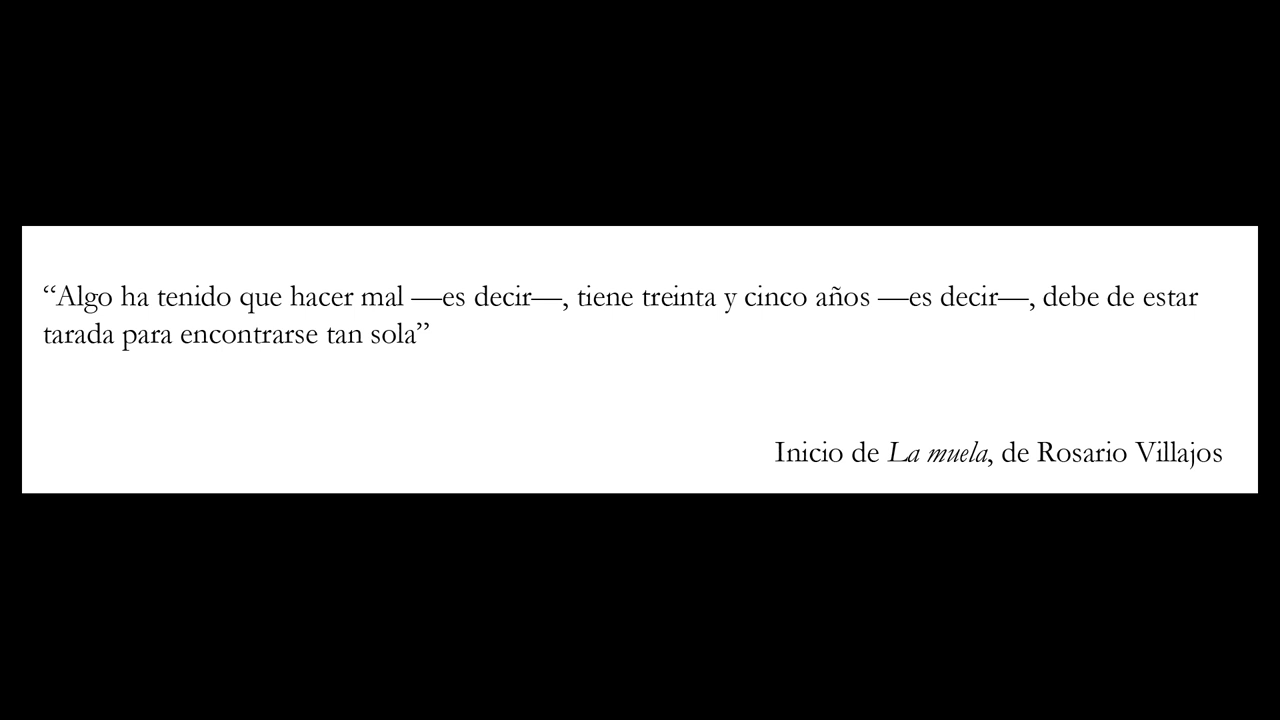 “Algo ha tenido que hacer mal —es decir—, tiene treinta y cinco años —es decir—, debe de estar
tarada para encontrarse tan sola”
Inicio de La muela, de Rosario Villajos